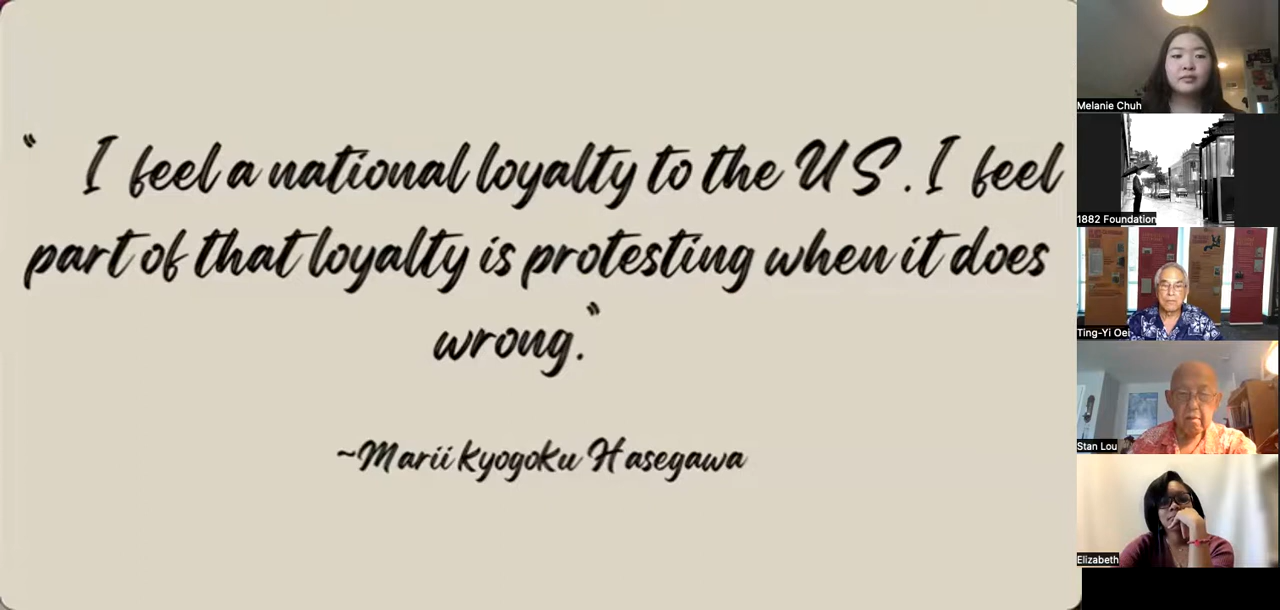 " I feel a national loyalty to the US. I feel
part of that loyalty is protesting when it does
wrong."
~Marii Kyogoku Hasegawa
Melanie Chuh
1882 Foundation
Ting-Yi Oei
Stan Lou
Elizabeth